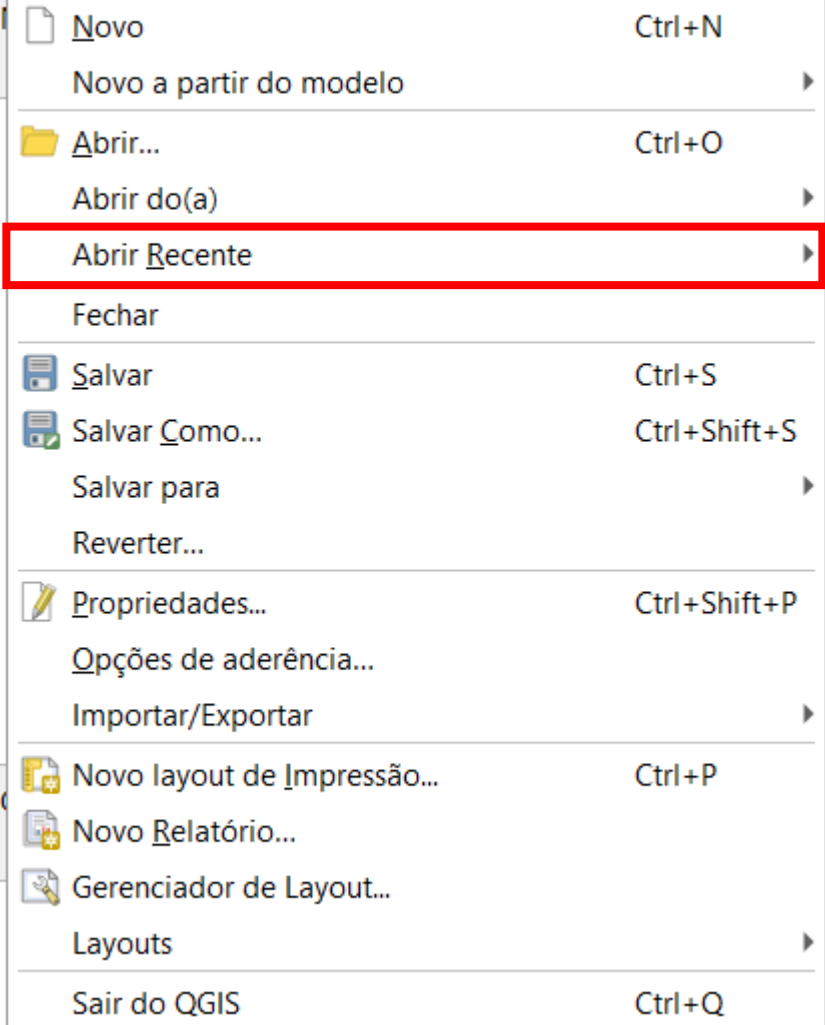 Novo Ctrl+N
Novo a partir do modelo
Abrir... Ctrl+O
Abrir do(a)
Abrir Recente
Fechar
Salvar Ctrl+S
Salvar Como... Ctrl+Shift+S
Salvar para
Reverter...
Propriedades... Ctrl+Shift+P
Opções de aderência...
Importar/Exportar
Novo layout de Impressão... Ctrl+P
Novo Relatório...
Gerenciador de Layout...
Layouts
Sair do QGIS Ctrl+Q